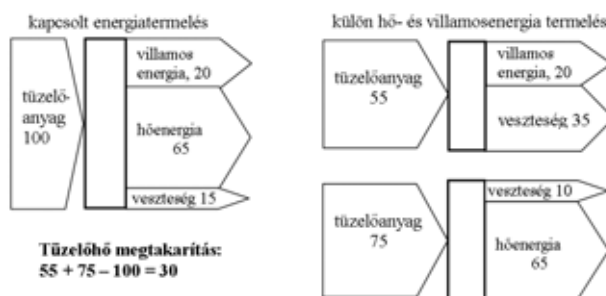 kapcsolt energiatermelés
tüzelő-
anyag
100
villamos
energia, 20
hőenergia
65
veszteség 15
Tüzelőhő megtakarítás:
55 + 75 – 100 = 30
külön hő- és villamosenergia termelés
tüzelőanyag
55
villamos
energia, 20
veszteség 35
tüzelőanyag
75
veszteség 10
hőenergia
65